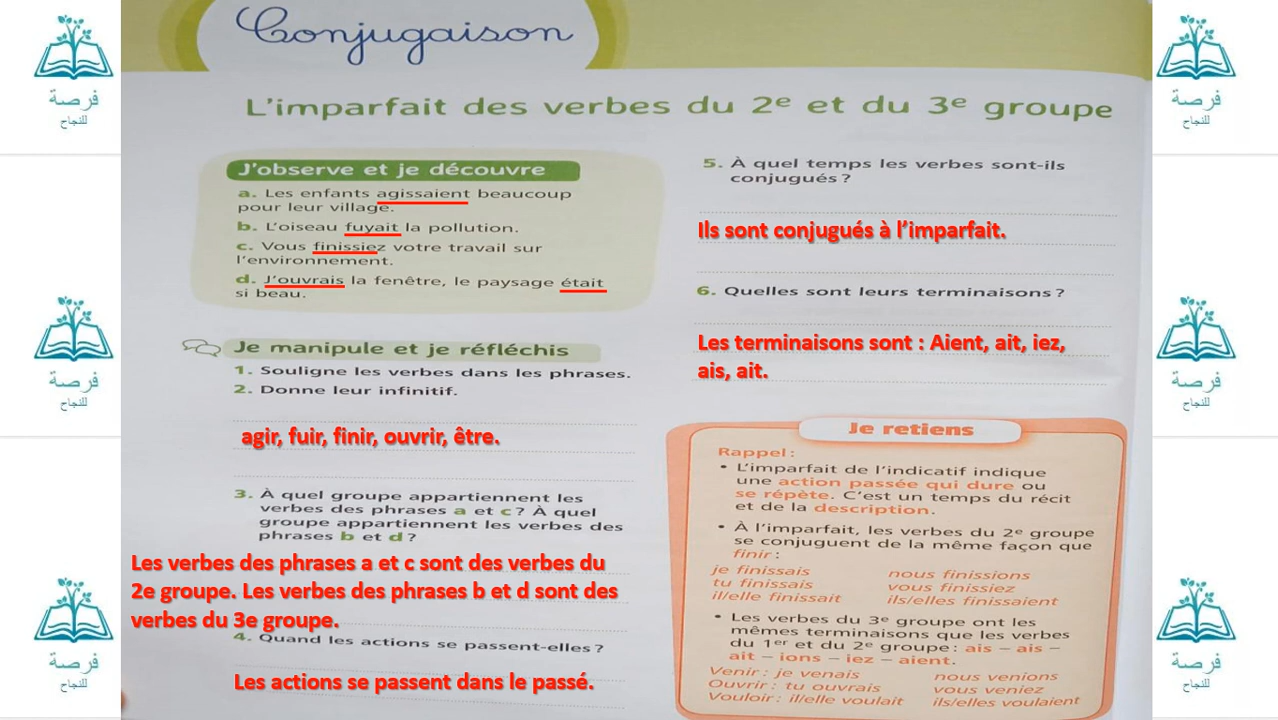 Conjugaison
L'imparfait des verbes du 2e et du 3e groupe
J'observe et je découvre
a. Les enfants agissaient beaucoup
pour leur village.
b. L'oiseau fuyait la pollution.
c. Vous finissiez votre travail sur
l'environnement.
d. J'ouvrais la fenêtre, le paysage était
si beau.
Je manipule et je réfléchis
1. Souligne les verbes dans les phrases.
2. Donne leur infinitif.
agir, fuir, finir, ouvrir, être.
3. À quel groupe appartiennent les
verbes des phrases a et c ? À quel
groupe appartiennent les verbes des
phrases b et d ?
Les verbes des phrases a et c sont des verbes du
2e groupe. Les verbes des phrases b et d sont des
verbes du 3e groupe.
4. Quand les actions se passent-elles ?
Les actions se passent dans le passé.
5. À quel temps les verbes sont-ils
conjugués ?
Ils sont conjugués à l'imparfait.
6. Quelles sont leurs terminaisons ?
Les terminaisons sont : Aient, ait, iez,
ais, ait.
Je retiens
Rappel :
• L'imparfait de l'indicatif indique
une action passée qui dure ou
se répète. C'est un temps du récit
et de la description.
• À l'imparfait, les verbes du 2e groupe
se conjuguent de la même façon que
finir :
je finissais nous finissions
tu finissais vous finissiez
il/elle finissait ils/elles finissaient
• Les verbes du 3e groupe ont les
mêmes terminaisons que les verbes
du 1er et du 2e groupe : ais – ais –
ait – ions – iez – aient.
Venir : je venais nous venions
Ouvrir : tu ouvrais vous veniez
Vouloir : il/elle voulait ils/elles voulaient
فرصة
للنجاح
فرصة
للنجاح
فرصة
للنجاح
فرصة
للنجاح
فرصة
للنجاح
فرصة
للنجاح